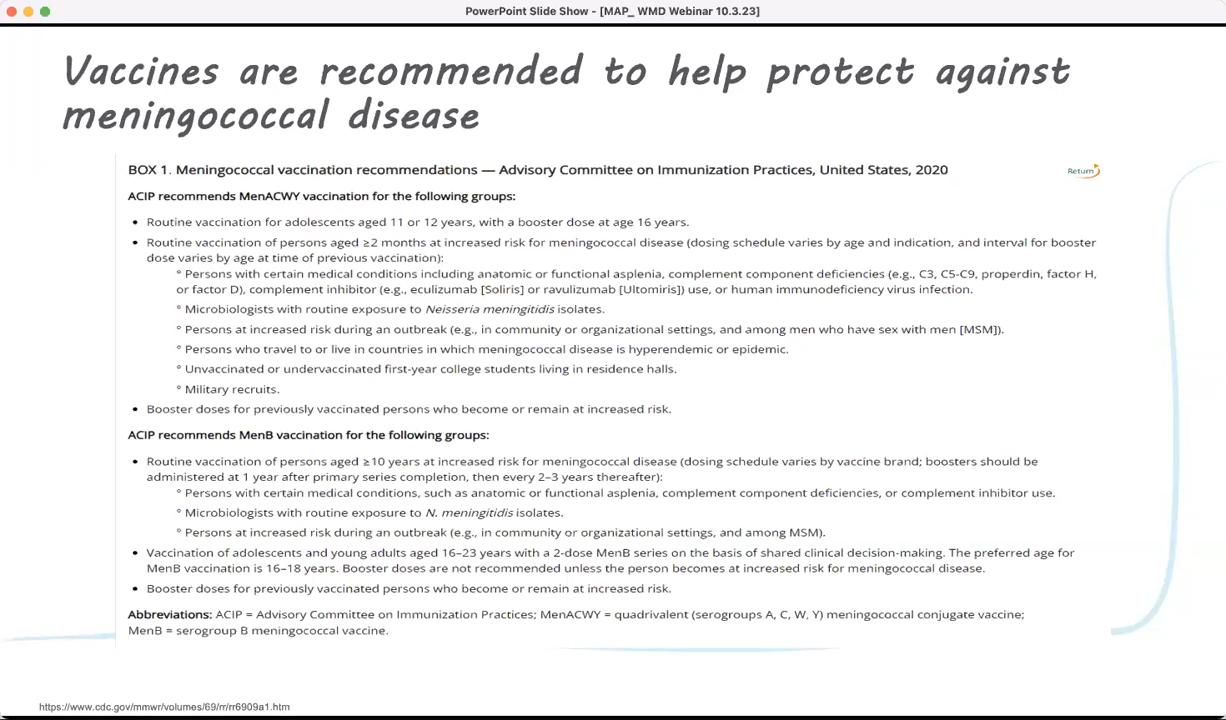 PowerPoint Slide Show - [MAP_ WMD Webinar 10.3.23]
Vaccines are recommended to help protect against
meningococcal disease
BOX 1. Meningococcal vaccination recommendations — Advisory Committee on Immunization Practices, United States, 2020
Return
ACIP recommends MenACWY vaccination for the following groups:
• Routine vaccination for adolescents aged 11 or 12 years, with a booster dose at age 16 years.
• Routine vaccination of persons aged ≥2 months at increased risk for meningococcal disease (dosing schedule varies by age and indication, and interval for booster
dose varies by age at time of previous vaccination):
° Persons with certain medical conditions including anatomic or functional asplenia, complement component deficiencies (e.g., C3, C5-C9, properdin, factor H,
or factor D), complement inhibitor (e.g., eculizumab [Soliris] or ravulizumab [Ultomiris]) use, or human immunodeficiency virus infection.
° Microbiologists with routine exposure to Neisseria meningitidis isolates.
° Persons at increased risk during an outbreak (e.g., in community or organizational settings, and among men who have sex with men [MSM]).
° Persons who travel to or live in countries in which meningococcal disease is hyperendemic or epidemic.
° Unvaccinated or undervaccinated first-year college students living in residence halls.
° Military recruits.
• Booster doses for previously vaccinated persons who become or remain at increased risk.
ACIP recommends MenB vaccination for the following groups:
• Routine vaccination of persons aged ≥10 years at increased risk for meningococcal disease (dosing schedule varies by vaccine brand; boosters should be
administered at 1 year after primary series completion, then every 2–3 years thereafter):
° Persons with certain medical conditions, such as anatomic or functional asplenia, complement component deficiencies, or complement inhibitor use.
° Microbiologists with routine exposure to N. meningitidis isolates.
° Persons at increased risk during an outbreak (e.g., in community or organizational settings, and among MSM).
• Vaccination of adolescents and young adults aged 16–23 years with a 2-dose MenB series on the basis of shared clinical decision-making. The preferred age for
MenB vaccination is 16–18 years. Booster doses are not recommended unless the person becomes at increased risk for meningococcal disease.
• Booster doses for previously vaccinated persons who become or remain at increased risk.
Abbreviations: ACIP = Advisory Committee on Immunization Practices; MenACWY = quadrivalent (serogroups A, C, W, Y) meningococcal conjugate vaccine;
MenB = serogroup B meningococcal vaccine.
https://www.cdc.gov/mmwr/volumes/69/rr/rr6909a1.htm